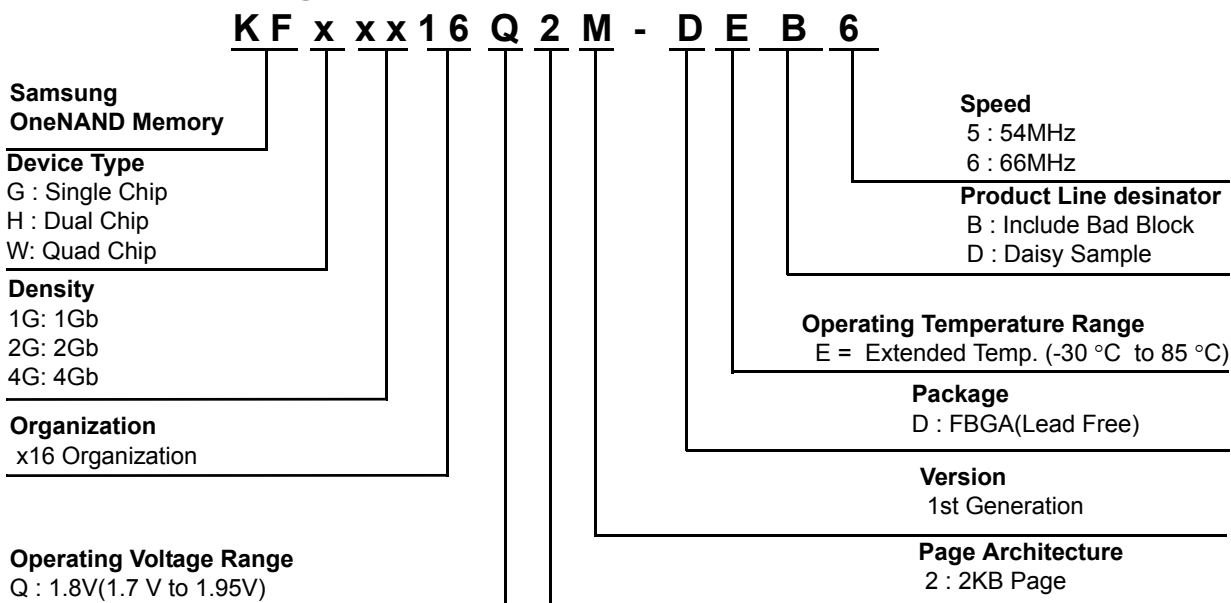 KF x xx16 Q 2 M - D E B 6
Samsung
OneNAND Memory
Device Type
G : Single Chip
H : Dual Chip
W: Quad Chip
Density
1G: 1Gb
2G: 2Gb
4G: 4Gb
Organization
x16 Organization
Operating Voltage Range
Q : 1.8V(1.7 V to 1.95V)
Speed
5 : 54MHz
6 : 66MHz
Product Line desinator
B : Include Bad Block
D : Daisy Sample
Operating Temperature Range
E = Extended Temp. (-30 °C to 85 °C)
Package
D : FBGA(Lead Free)
Version
1st Generation
Page Architecture
2 : 2KB Page